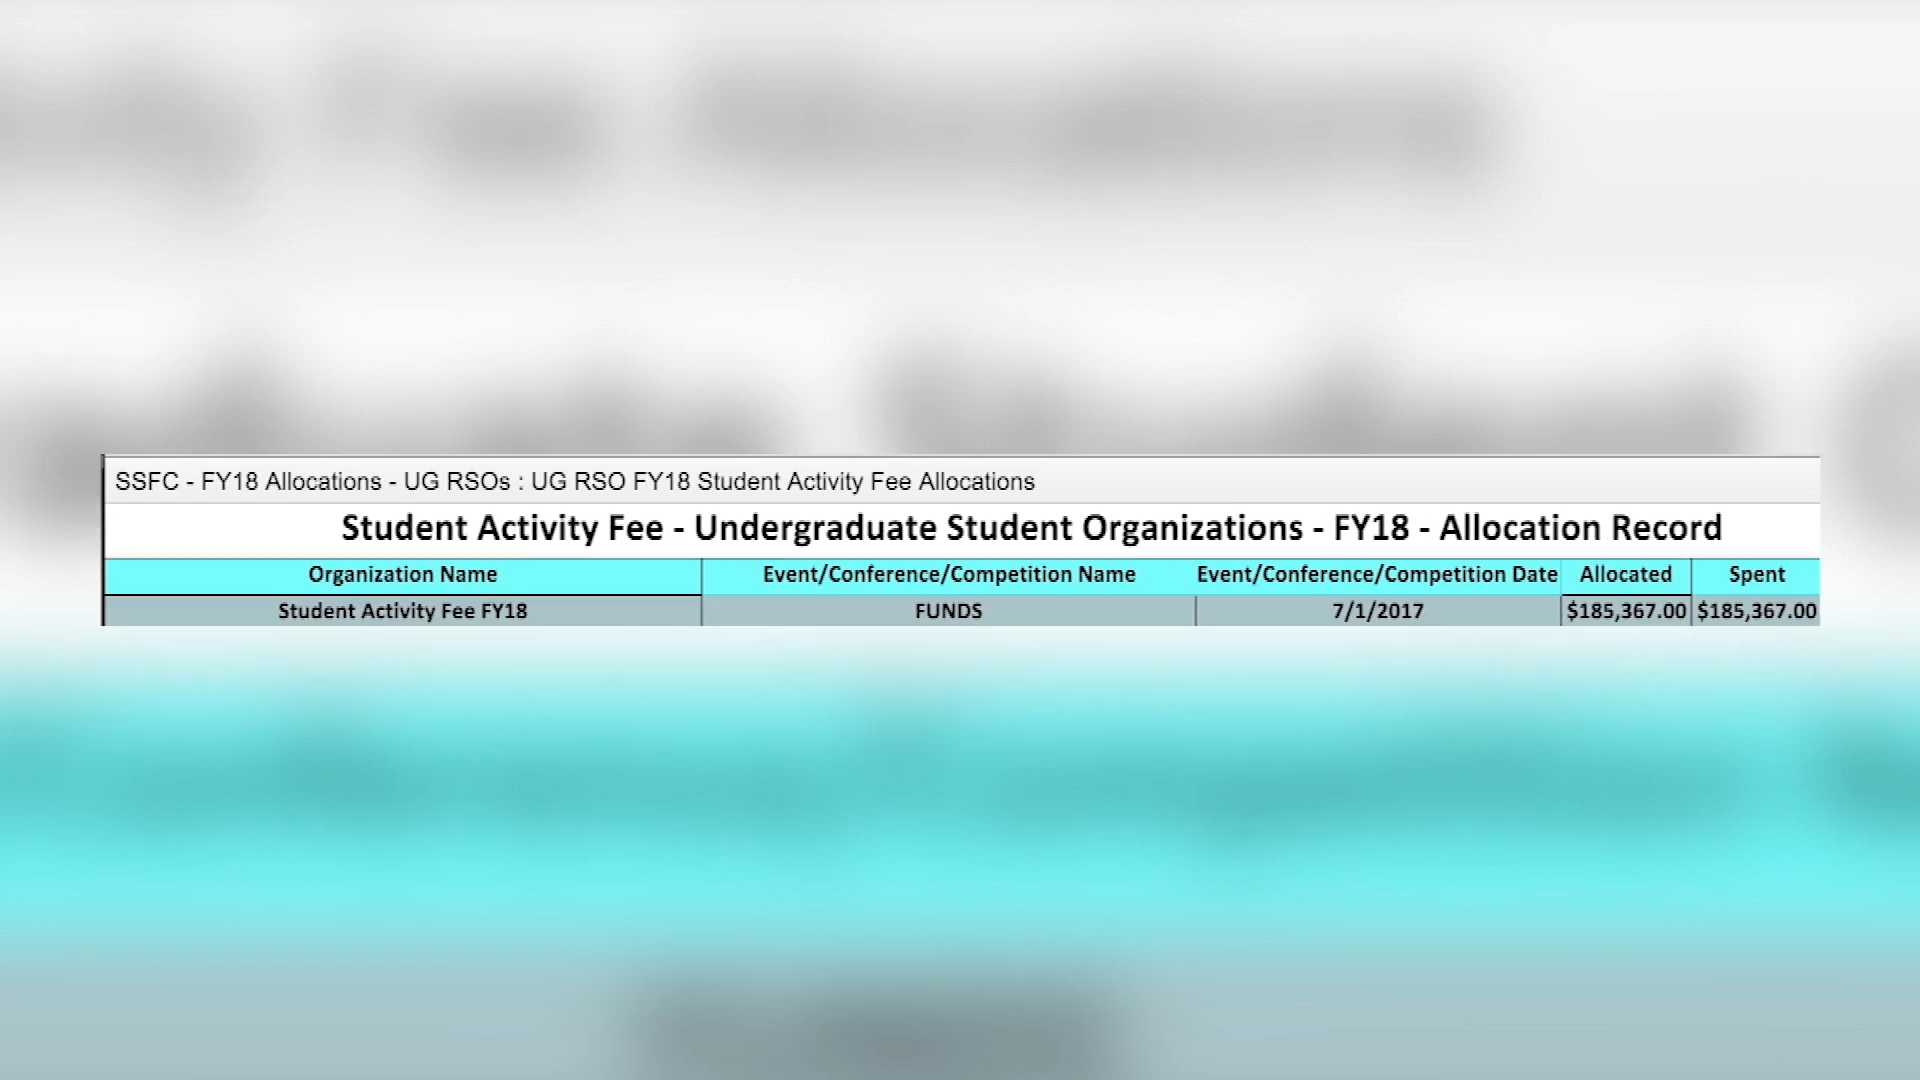 SSFC - FY18 Allocations - UG RSOs : UG RSO FY18 Student Activity Fee Allocations
Student Activity Fee - Undergraduate Student Organizations - FY18 - Allocation Record
Organization Name Event/Conference/Competition Name Event/Conference/Competition Date Allocated Spent
Student Activity Fee FY18 FUNDS 7/1/2017 $185,367.00 $185,367.00